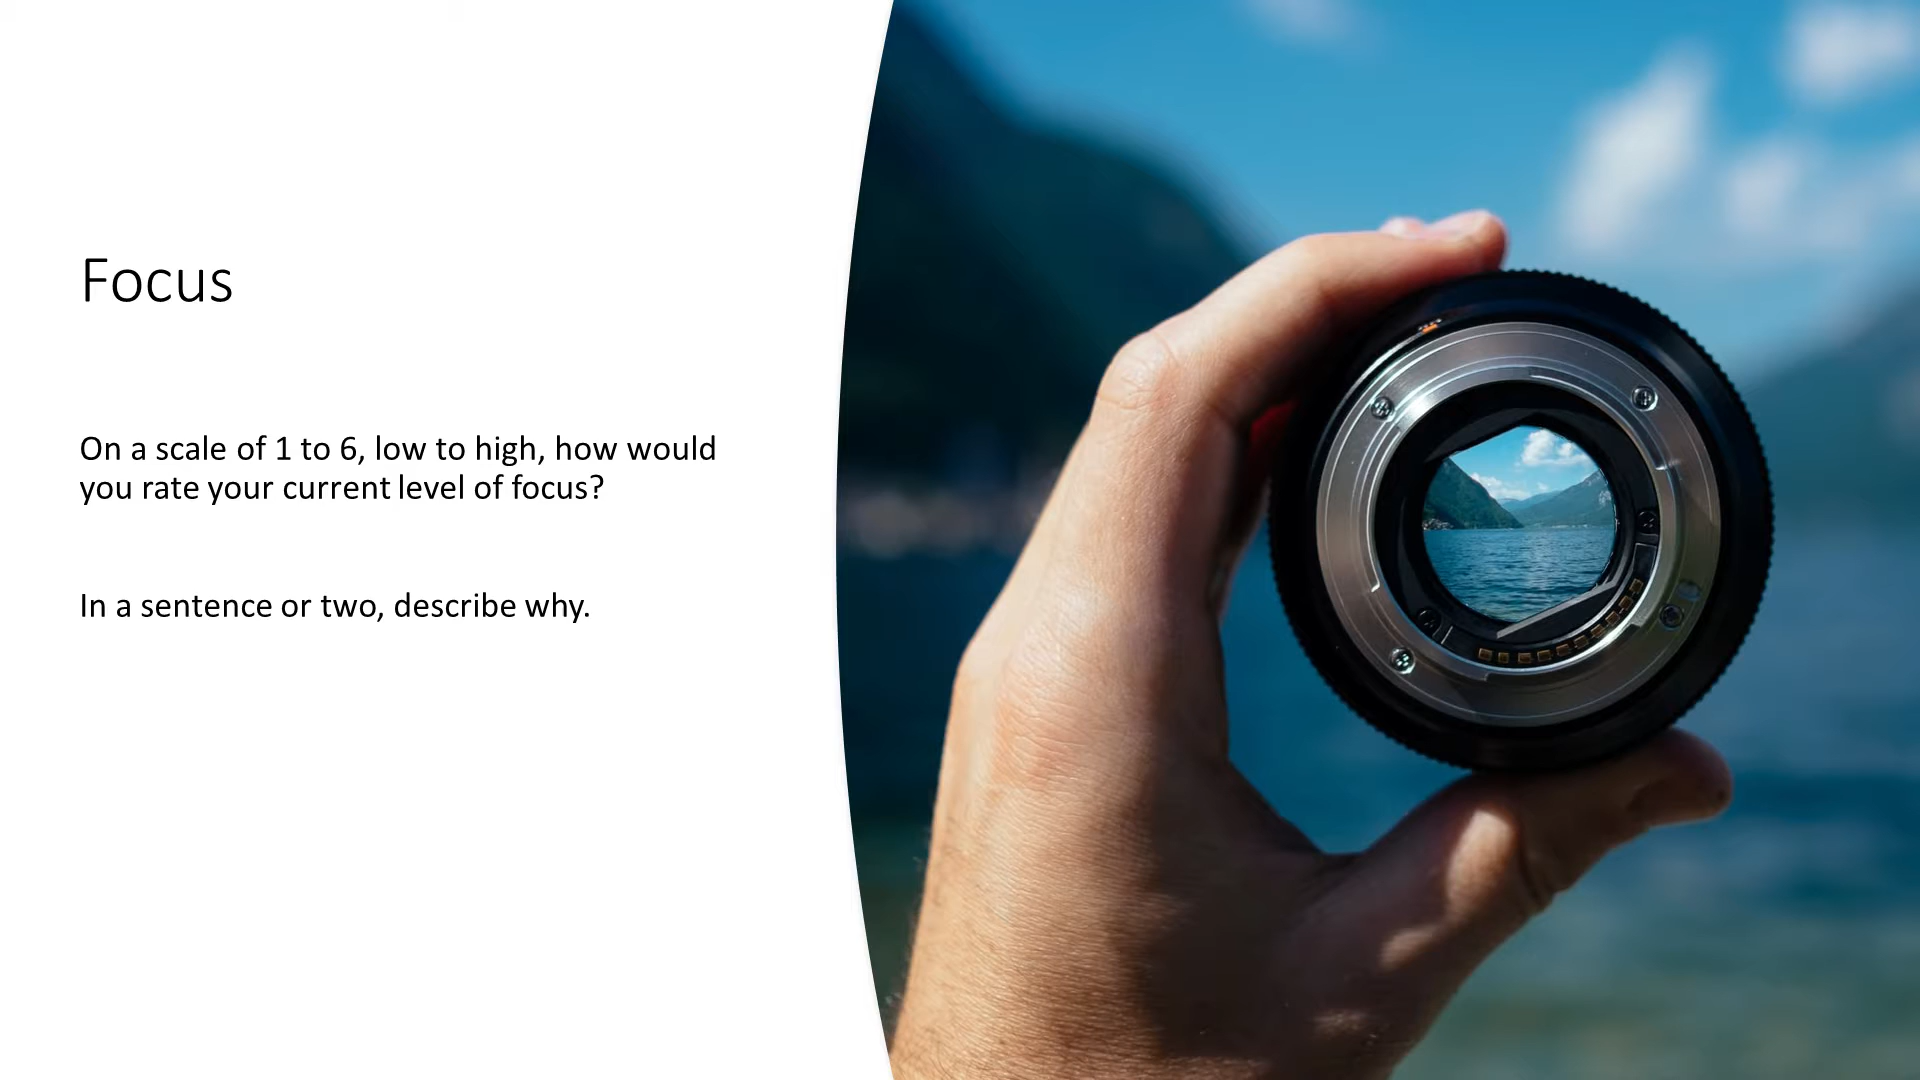 Focus
On a scale of 1 to 6, low to high, how would
you rate your current level of focus?
In a sentence or two, describe why.